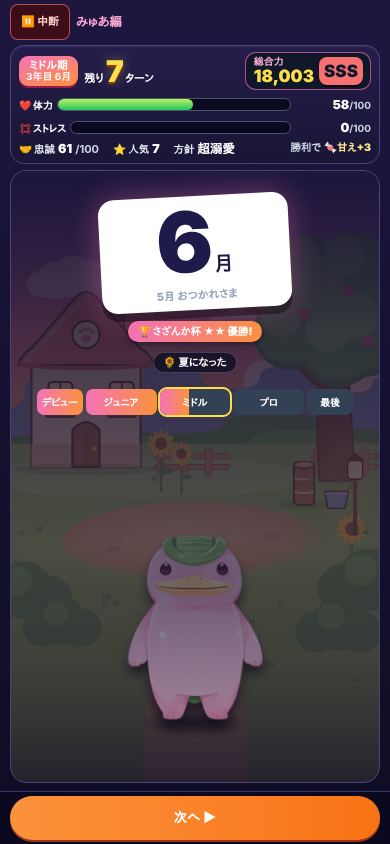 ⏸ 中断 みゅあ編
ミドル期
3年目 6月
残り7ターン
総合力
18,003 SSS
❤️体力 58/100
💢ストレス 0/100
🤝忠誠 61/100 ⭐人気 7 方針 超溺愛 勝利で🍬甘え+3
6月
5月 おつかれさま
🏆さざんか杯 ★★ 優勝!
🌻夏になった
デビュー ジュニア ミドル プロ 最後
次へ ▶